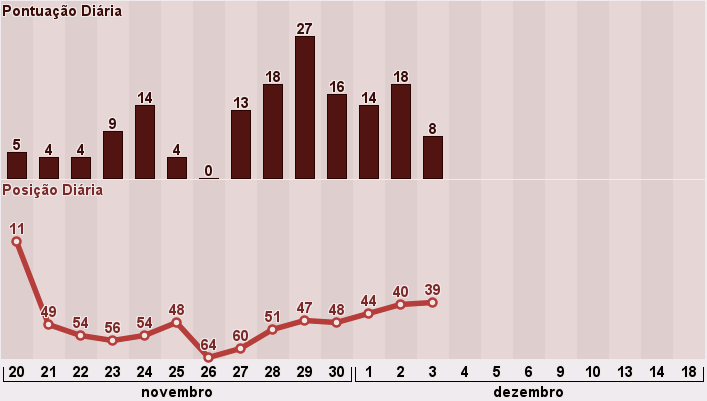 Pontuação Diária
5 4 4 9 14 4 0 13 18 27 16 14 18 8
Posição Diária
11 49 54 56 54 48 64 60 51 47 48 44 40 39
20 21 22 23 24 25 26 27 28 29 30 1 2 3 4 5 6 9 10 13 14 18
novembro dezembro